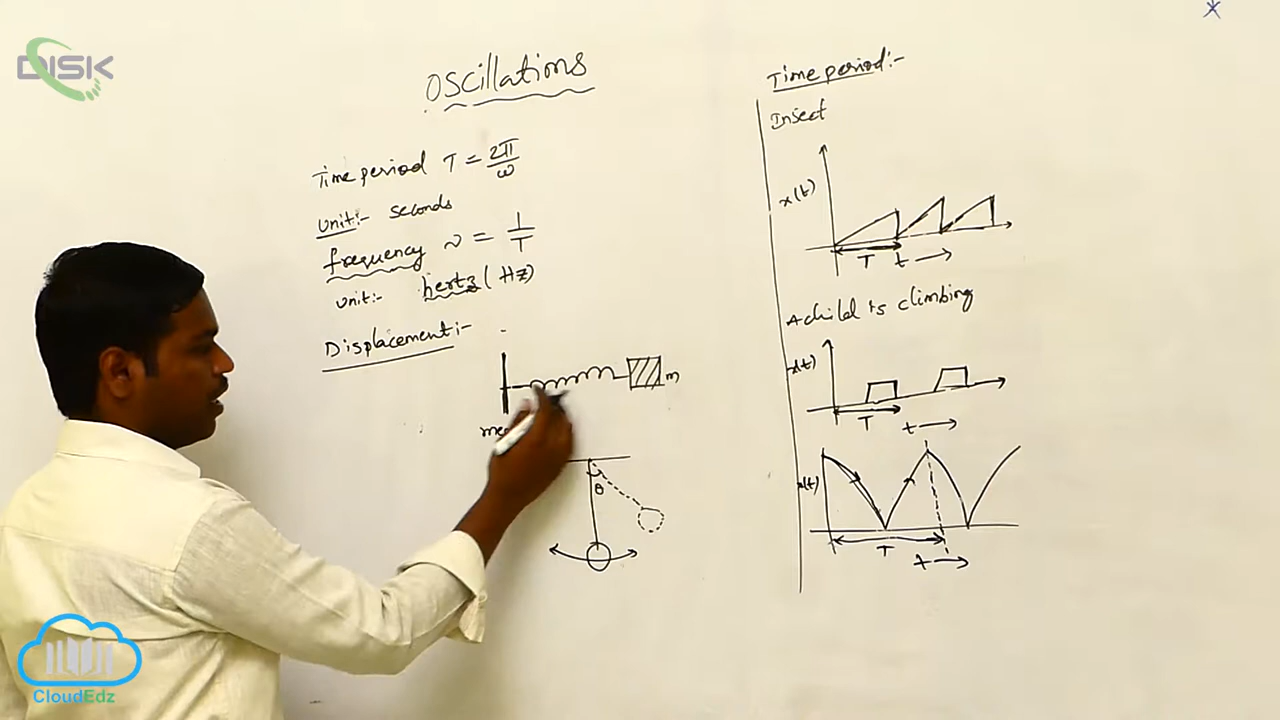 DISK
Oscillations
Time period T = 2π/ω
Unit:- seconds
frequency ν = 1/T
unit:- hertz (Hz)
Displacement:-
m
θ
Time period:-
Insect
x(t)
T t →
A child is climbing
x(t)
T t →
x(t)
T
t →
CloudEdz